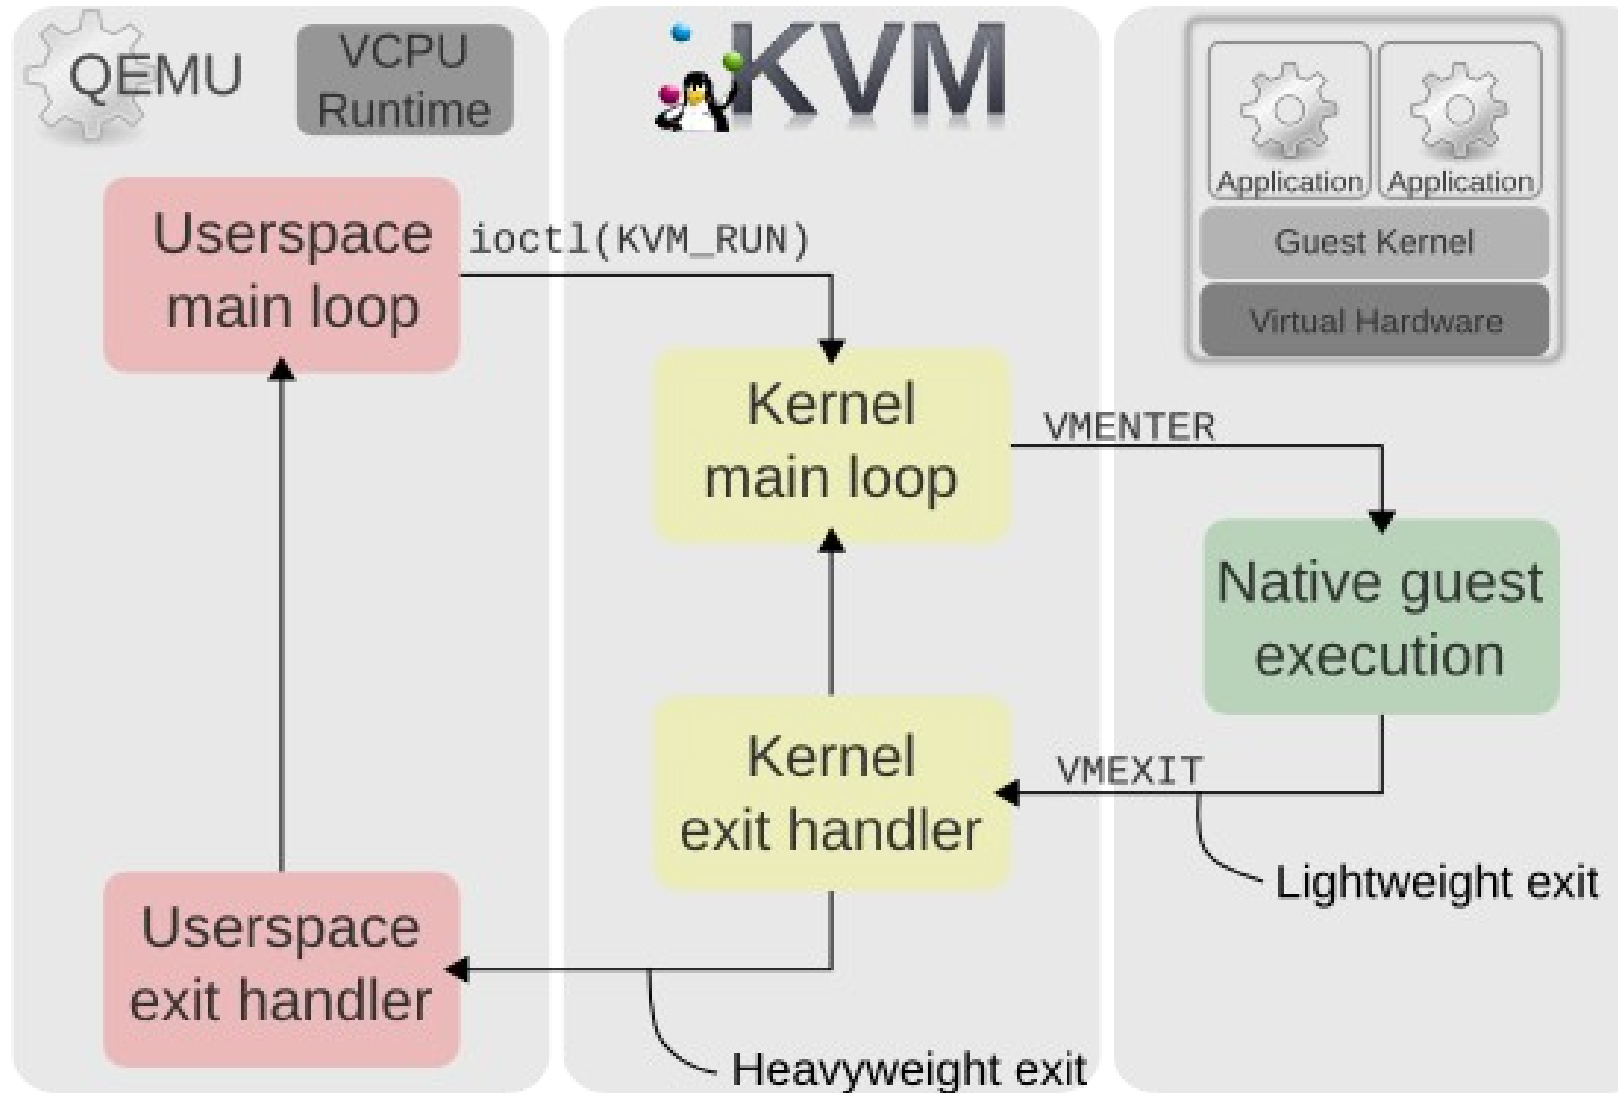 QEMU
VCPU
Runtime
KVM
Application
Application
Guest Kernel
Virtual Hardware
Userspace
main loop
ioctl(KVM_RUN)
Kernel
main loop
VMENTER
Native guest
execution
Kernel
exit handler
VMEXIT
Lightweight exit
Userspace
exit handler
Heavyweight exit